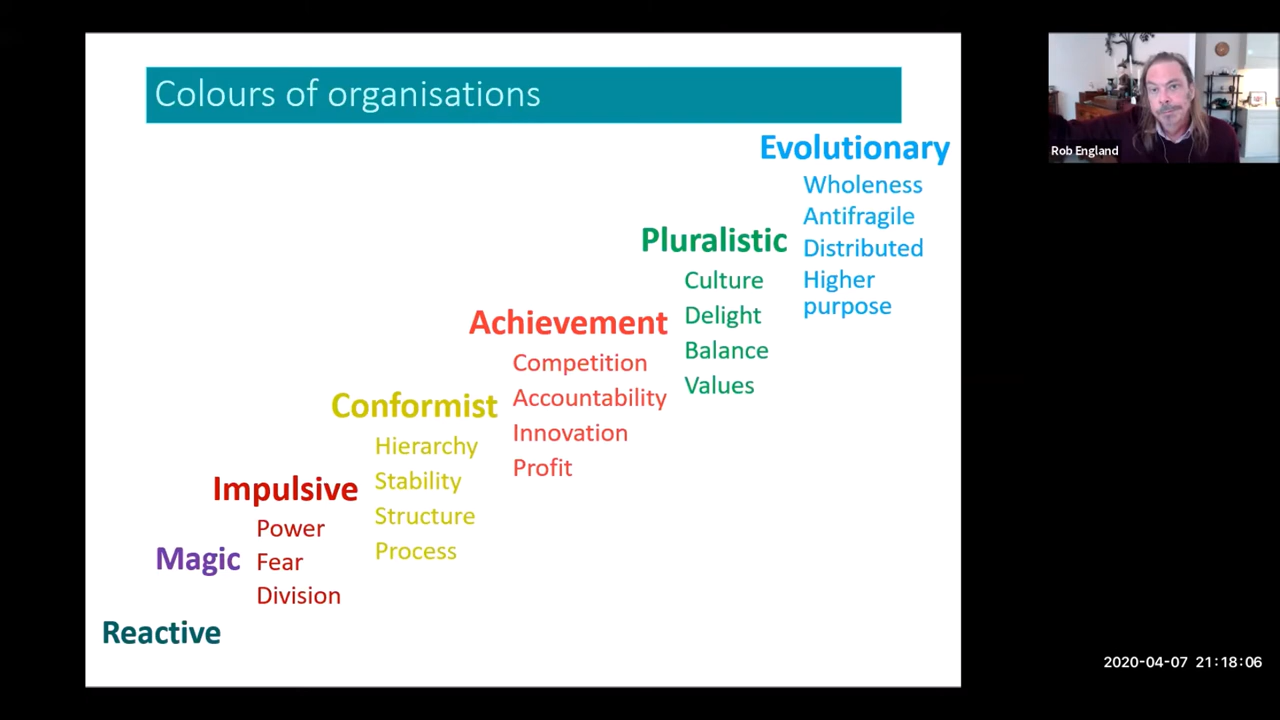 Colours of organisations
Rob England
Evolutionary
Wholeness
Antifragile
Distributed
Higher
purpose
Pluralistic
Culture
Delight
Balance
Values
Achievement
Competition
Accountability
Innovation
Profit
Conformist
Hierarchy
Stability
Structure
Process
Impulsive
Power
Fear
Division
Magic
Reactive
2020-04-07 21:18:06